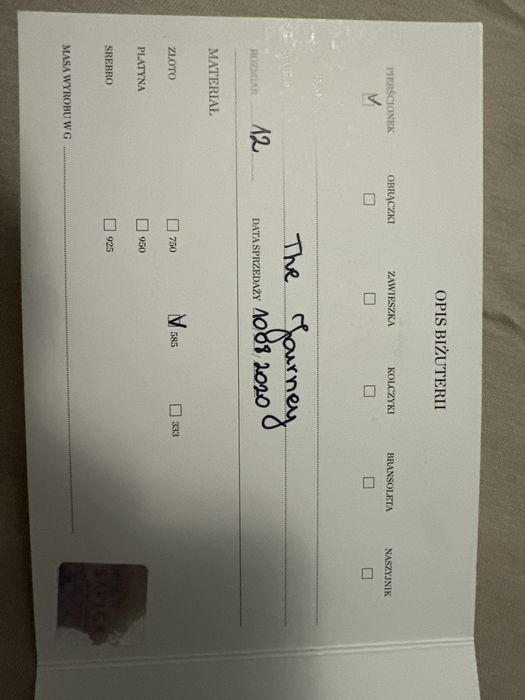 OPIS BIŻUTERII
PIERŚCIONEK OBRĄCZKI ZAWIESZKA KOLCZYKI BRANSOLETA NASZYJNIK
The Journey
ROZMIAR 12 DATA SPRZEDAŻY 10.08.2020
MATERIAŁ
ZŁOTO 750 585 333
PLATYNA 950
SREBRO 925
MASA WYROBU W G